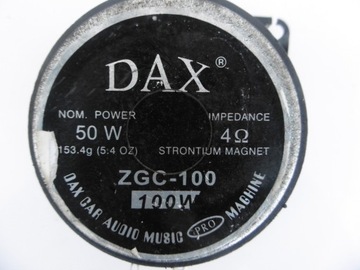 DAX®
NOM. POWER
50 W
IMPEDANCE
4Ω
153.4g (5.4 OZ)
STRONTIUM MAGNET
ZGC-100
100W
DAX CAR AUDIO MUSIC PRO MACHINE